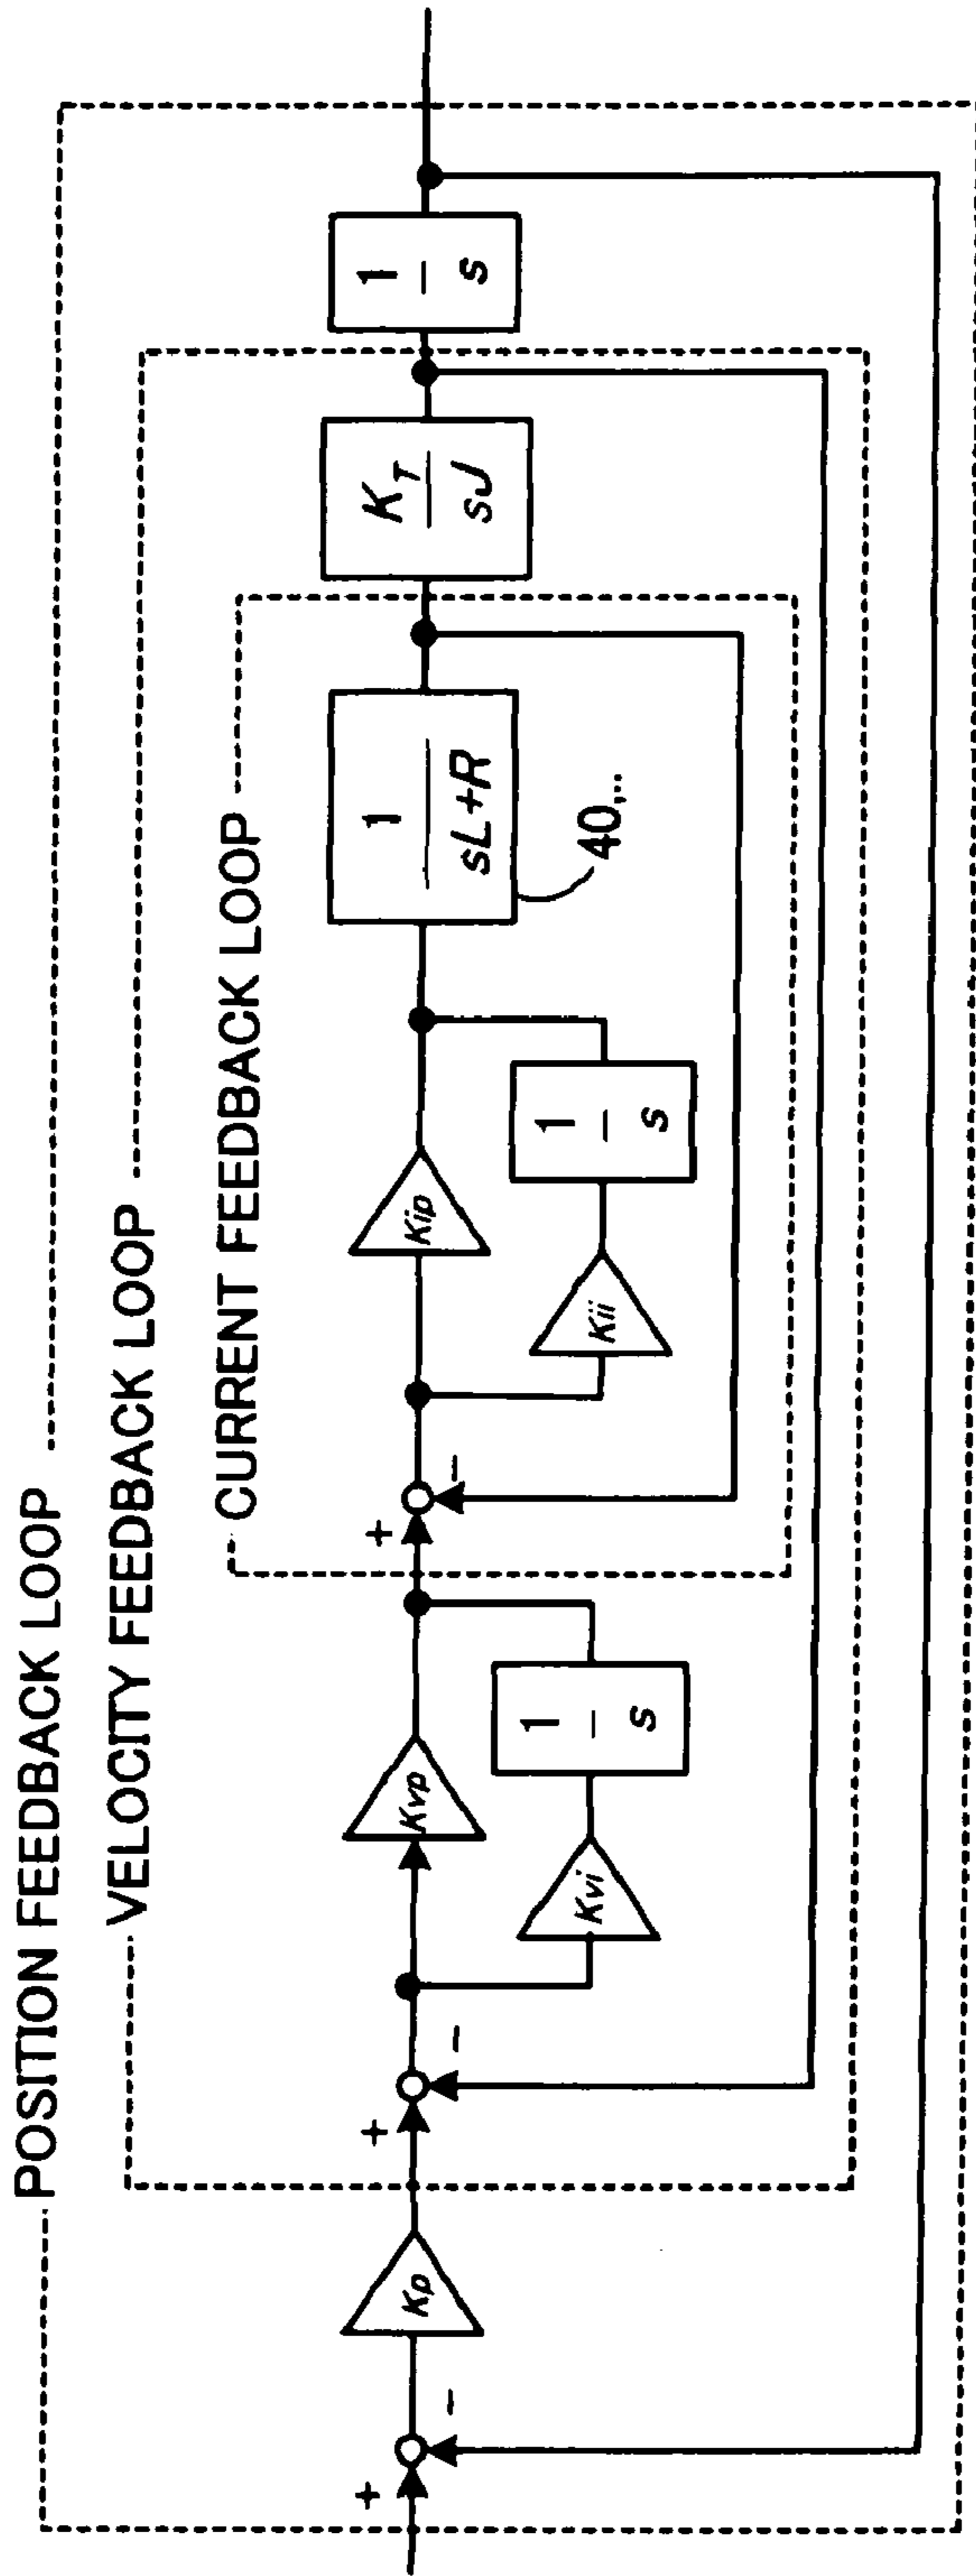 POSITION FEEDBACK LOOP
VELOCITY FEEDBACK LOOP
CURRENT FEEDBACK LOOP
+
−
Kp
+
−
Kvp
Kvi
1
s
+
−
Kip
Kii
1
s
1
sL+R
40,..
K_T
sJ
1
s